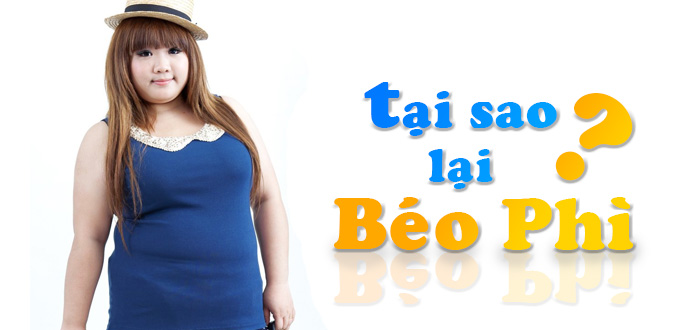 tại sao
lại ?
Béo Phì